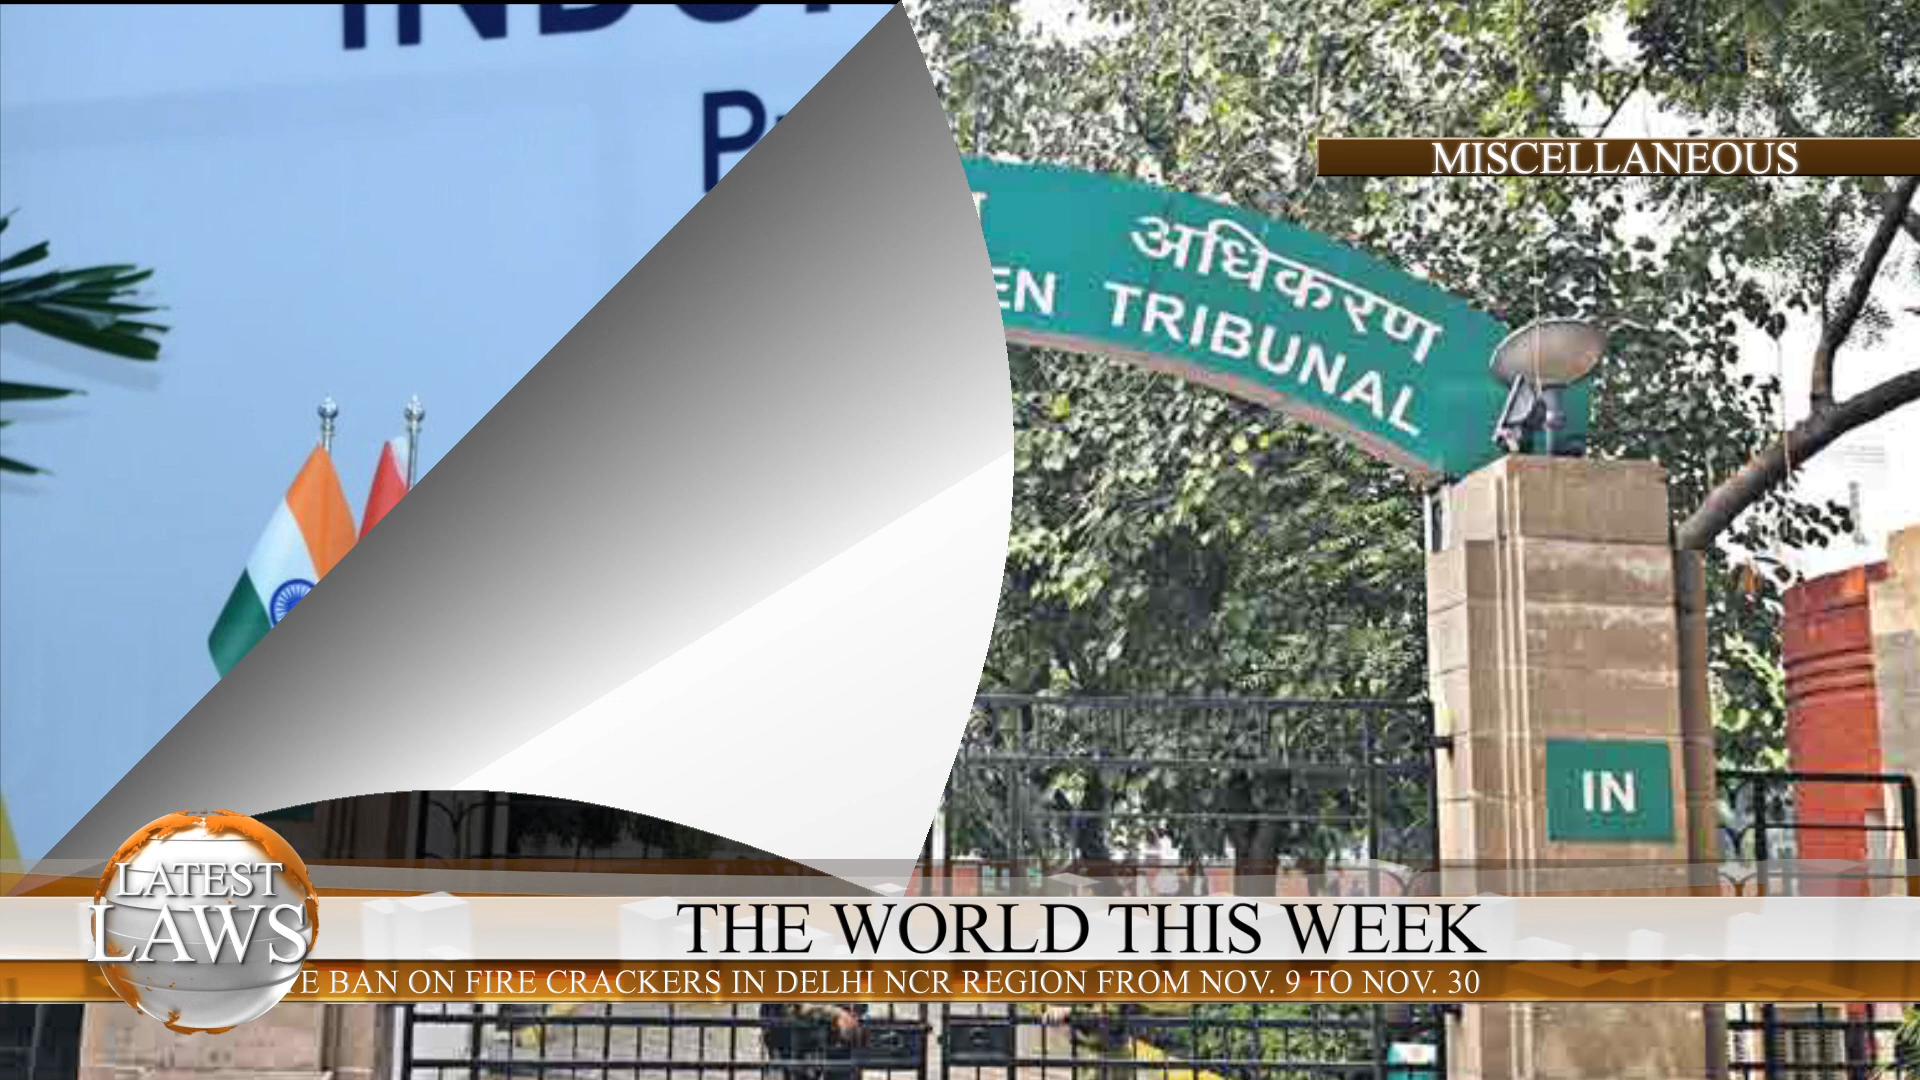 MISCELLANEOUS
अधिकरण
EN TRIBUNAL
IN
LATEST
LAWS
THE WORLD THIS WEEK
E BAN ON FIRE CRACKERS IN DELHI NCR REGION FROM NOV. 9 TO NOV. 30